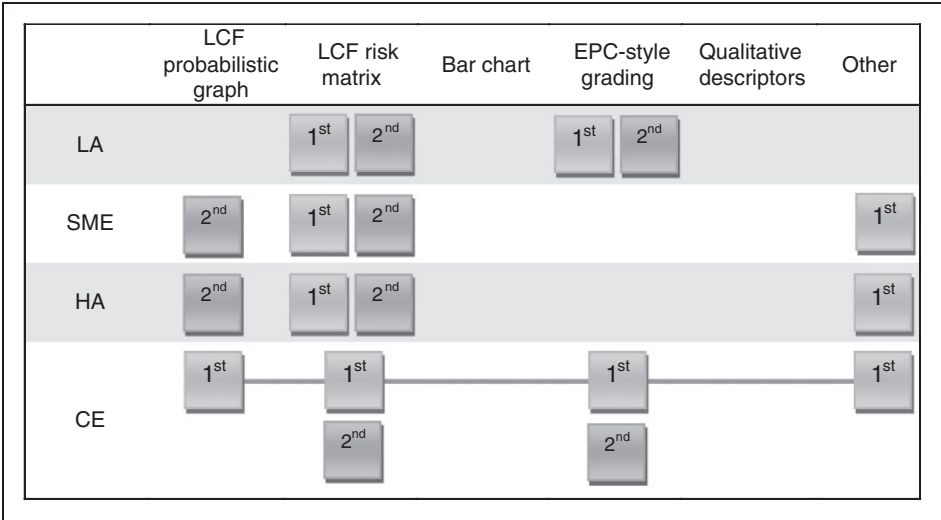 LCF probabilistic graph LCF risk matrix Bar chart EPC-style grading Qualitative descriptors Other
LA 1st 2nd 1st 2nd
SME 2nd 1st 2nd 1st
HA 2nd 1st 2nd 1st
CE 1st 1st 1st 1st
2nd 2nd